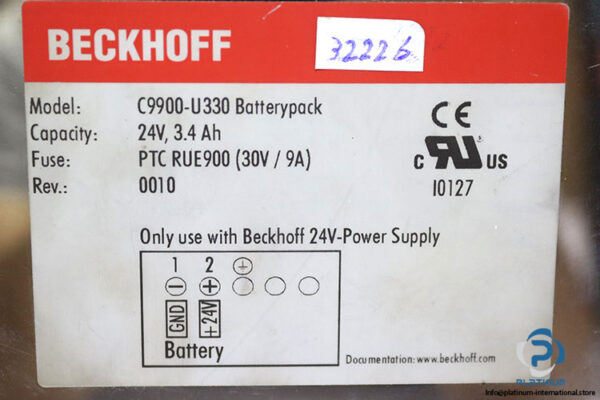 BECKHOFF
32226
Model: C9900-U330 Batterypack
Capacity: 24V, 3.4 Ah
Fuse: PTC RUE900 (30V / 9A)
Rev.: 0010
CE
c RU US
I0127
Only use with Beckhoff 24V-Power Supply
1 2
GND +24V
Battery
Documentation: www.beckhoff.com
PLATINUM
info@platinum-international.store